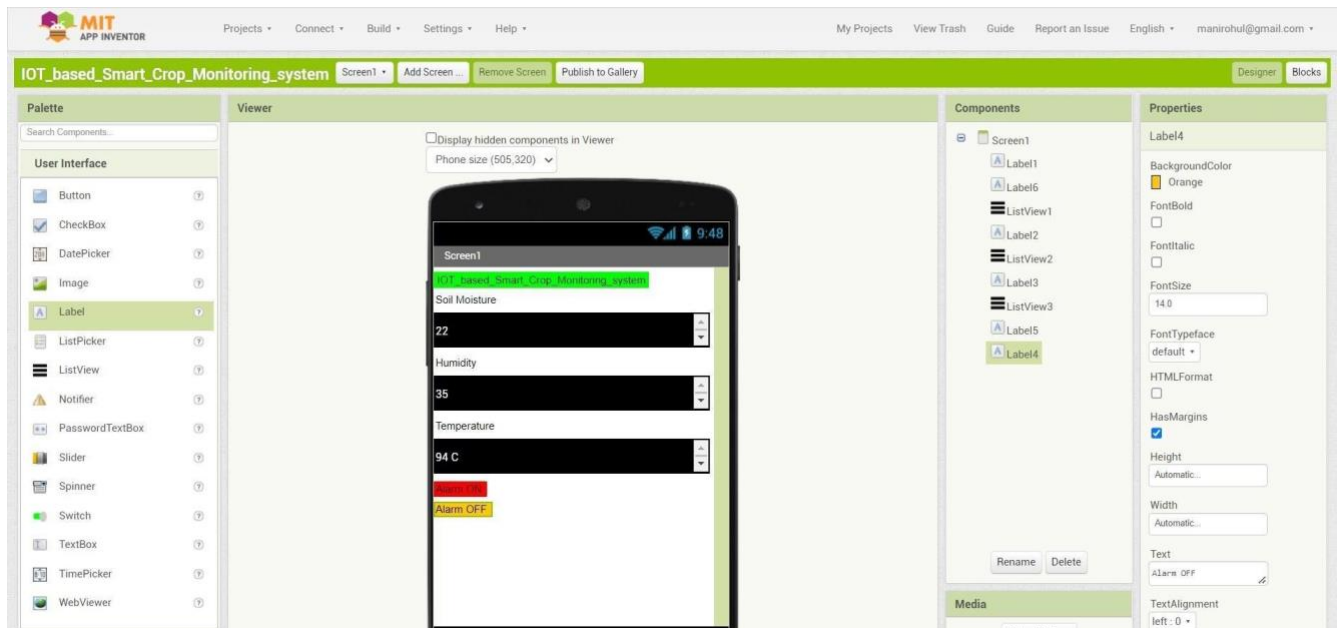 MIT
APP INVENTOR
Projects
Connect
Build
Settings
Help
My Projects
View Trash
Guide
Report an Issue
English
manirohul@gmail.com
IOT_based_Smart_Crop_Monitoring_system
Screen1
Add Screen ...
Remove Screen
Publish to Gallery
Designer
Blocks
Palette
Search Components...
User Interface
Button
CheckBox
DatePicker
Image
Label
ListPicker
ListView
Notifier
PasswordTextBox
Slider
Spinner
Switch
TextBox
TimePicker
WebViewer
Viewer
Display hidden components in Viewer
Phone size (505,320)
9:48
Screen1
IOT_based_Smart_Crop_Monitoring_system
Soil Moisture
22
Humidity
35
Temperature
94 C
Alarm ON
Alarm OFF
Components
Screen1
Label1
Label6
ListView1
Label2
ListView2
Label3
ListView3
Label5
Label4
Rename
Delete
Media
Properties
Label4
BackgroundColor
Orange
FontBold
FontItalic
FontSize
14.0
FontTypeface
default
HTMLFormat
HasMargins
Height
Automatic...
Width
Automatic...
Text
Alarm OFF
TextAlignment
left : 0